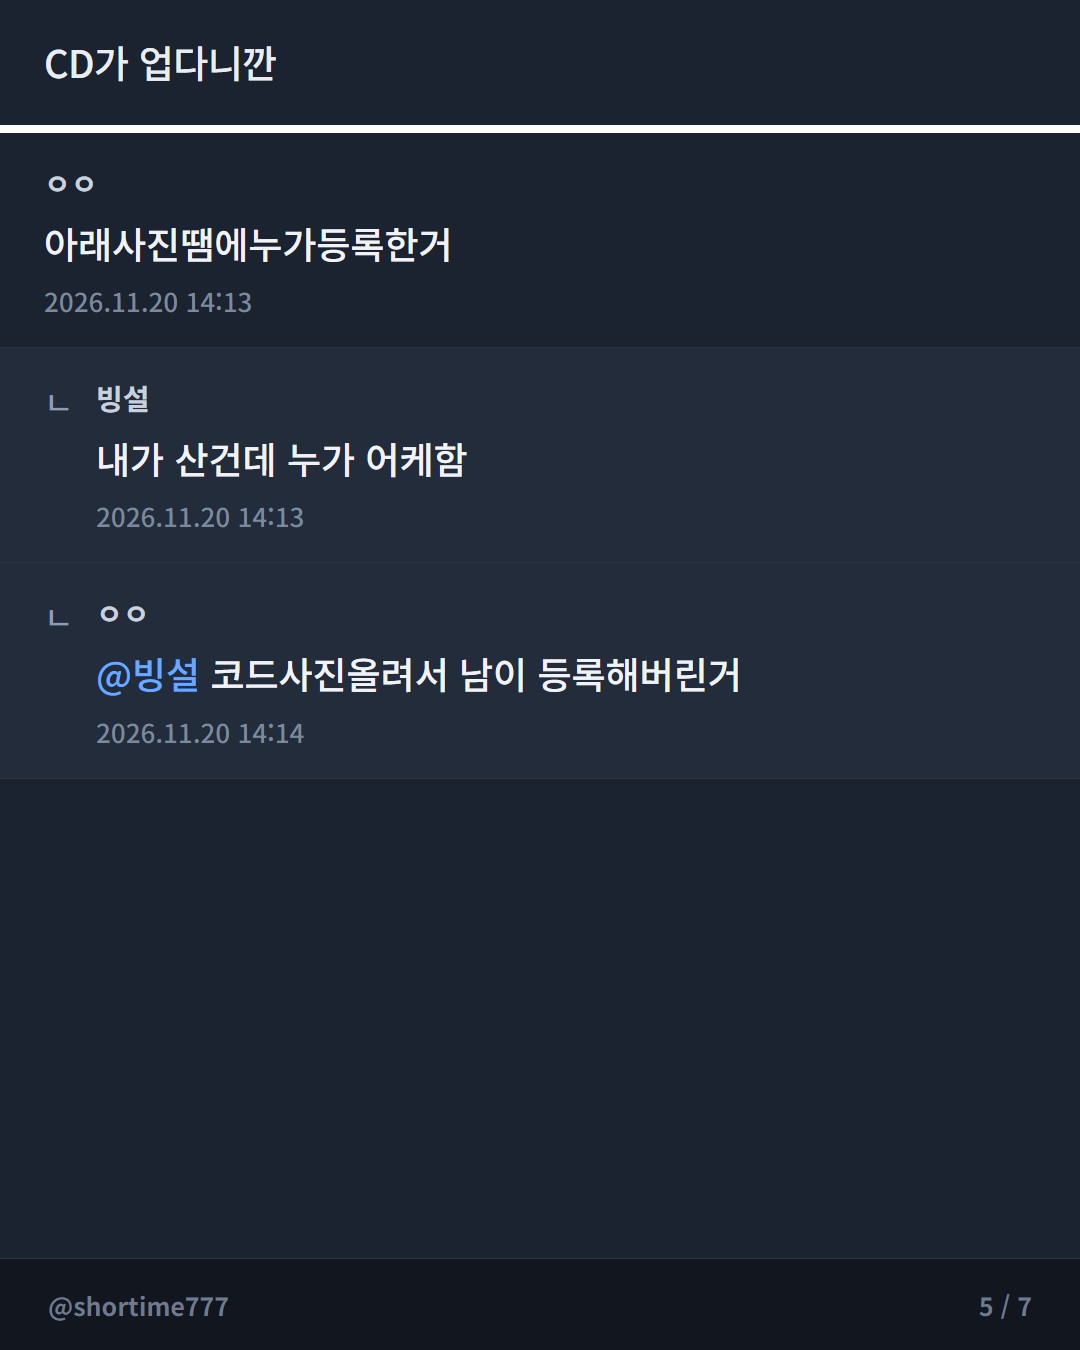 CD가 업다니깐
ㅇㅇ
아래사진땜에누가등록한거
2026.11.20 14:13
ㄴ 빙설
내가 산건데 누가 어케함
2026.11.20 14:13
ㄴ ㅇㅇ
@빙설 코드사진올려서 남이 등록해버린거
2026.11.20 14:14
@shortime777 5 / 7